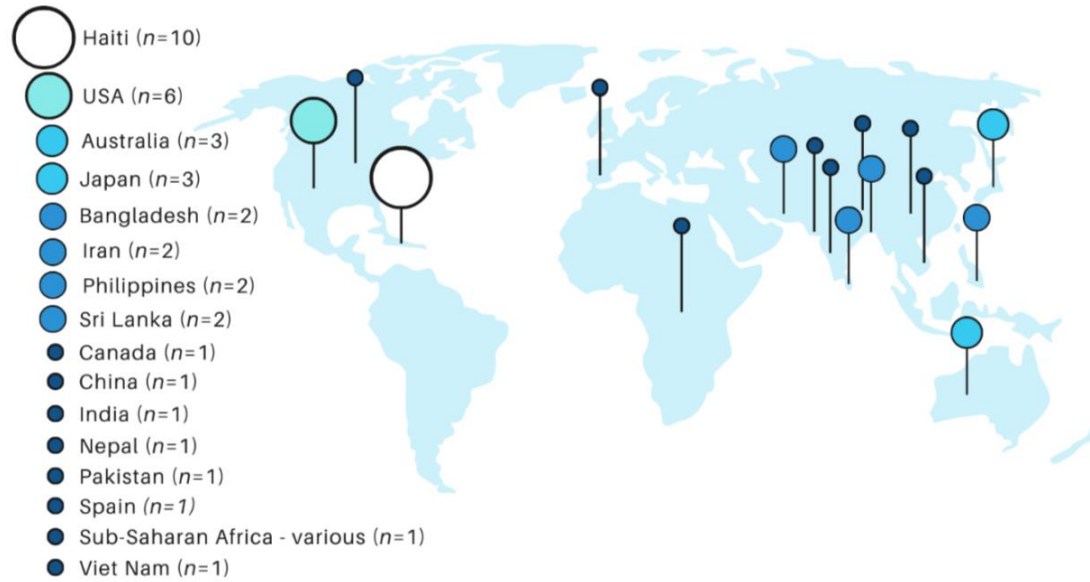 Haiti (n=10)
USA (n=6)
Australia (n=3)
Japan (n=3)
Bangladesh (n=2)
Iran (n=2)
Philippines (n=2)
Sri Lanka (n=2)
Canada (n=1)
China (n=1)
India (n=1)
Nepal (n=1)
Pakistan (n=1)
Spain (n=1)
Sub-Saharan Africa - various (n=1)
Viet Nam (n=1)